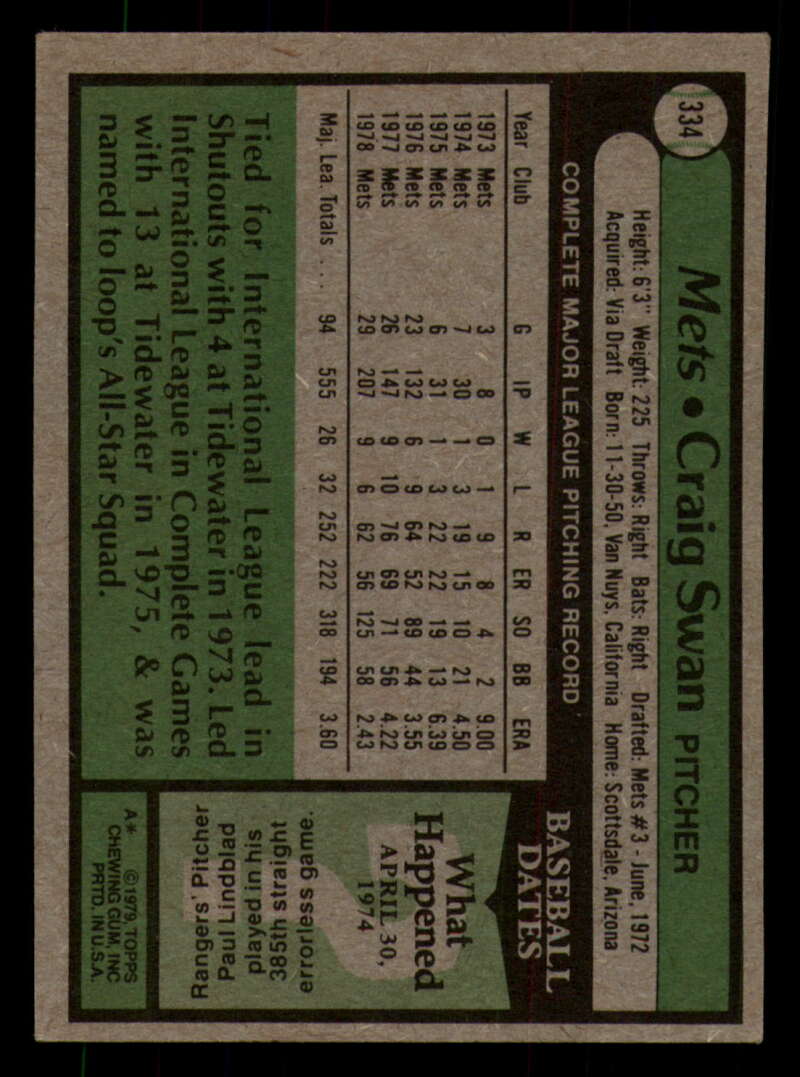 334
Mets • Craig Swan PITCHER
Height: 6'3" Weight: 225 Throws: Right Bats: Right Drafted: Mets #3 - June, 1972
Acquired: Via Draft Born: 11-30-50, Van Nuys, California Home: Scottsdale, Arizona
COMPLETE MAJOR LEAGUE PITCHING RECORD
Year Club G IP W L R ER SO BB ERA
1973 Mets 3 8 0 1 9 8 4 2 9.00
1974 Mets 7 30 1 3 19 15 10 21 4.50
1975 Mets 6 31 1 3 22 22 19 13 6.39
1976 Mets 23 132 6 9 64 52 89 44 3.55
1977 Mets 26 147 9 10 76 69 71 56 4.22
1978 Mets 29 207 9 6 62 56 125 58 2.43
Maj. Lea. Totals . . . 94 555 26 32 252 222 318 194 3.60
Tied for International League lead in
Shutouts with 4 at Tidewater in 1973. Led
International League in Complete Games
with 13 at Tidewater in 1975, & was
named to loop's All-Star Squad.
BASEBALL
DATES
What
Happened
APRIL 30,
1974
Rangers' Pitcher
Paul Lindblad
played in his
385th straight
errorless game.
A* ©1979 TOPPS
CHEWING GUM, INC
PRTD. IN U.S.A.